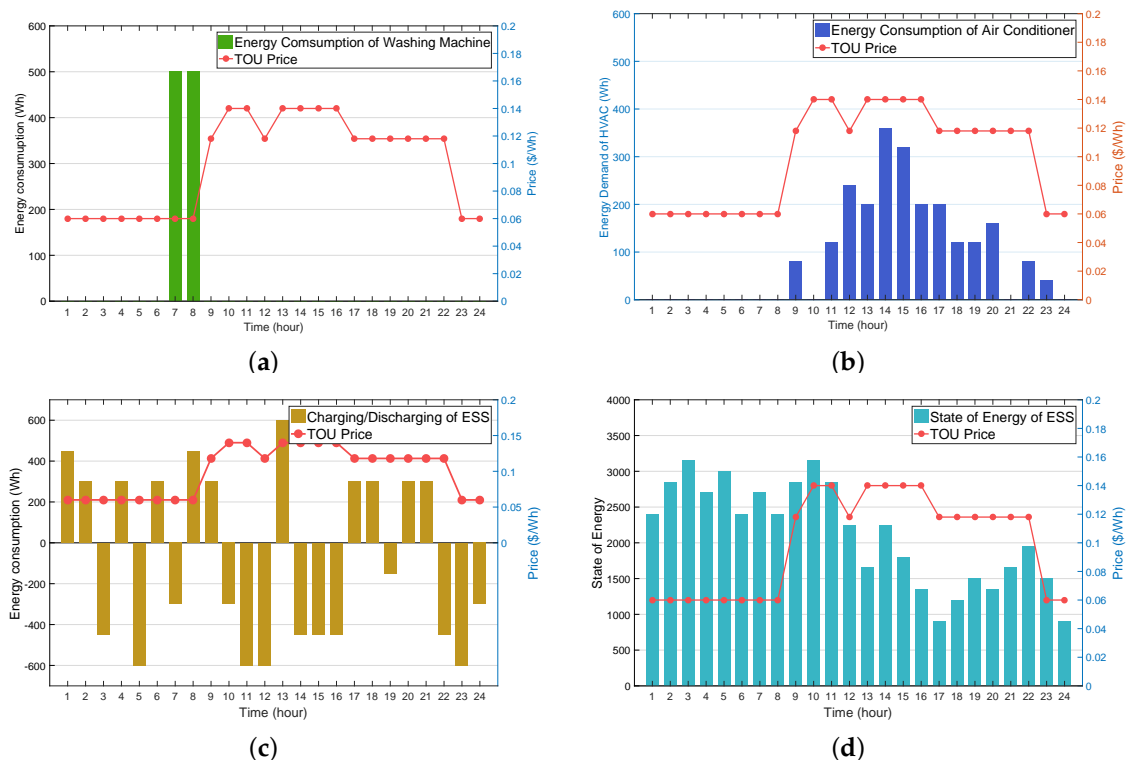 600
500
400
300
200
100
0
Energy consumuption (Wh)
Energy Comsumption of Washing Machine
TOU Price
0.2
0.18
0.16
0.14
0.12
0.1
0.08
0.06
0.04
0.02
0
Price ($/Wh)
1 2 3 4 5 6 7 8 9 10 11 12 13 14 15 16 17 18 19 20 21 22 23 24
Time (hour)
(a)
600
500
400
300
200
100
0
Energy Demand of HVAC (Wh)
Energy Consumption of Air Conditioner
TOU Price
0.2
0.18
0.16
0.14
0.12
0.1
0.08
0.06
0.04
0.02
0
Price ($/Wh)
1 2 3 4 5 6 7 8 9 10 11 12 13 14 15 16 17 18 19 20 21 22 23 24
Time (hour)
(b)
600
400
200
0
-200
-400
-600
Energy consumption (Wh)
Charging/Discharging of ESS
TOU Price
0.2
0.15
0.1
0.05
0
Price ($/Wh)
1 2 3 4 5 6 7 8 9 10 11 12 13 14 15 16 17 18 19 20 21 22 23 24
Time (hour)
(c)
4000
3500
3000
2500
2000
1500
1000
500
0
State of Energy
State of Energy of ESS
TOU Price
0.2
0.18
0.16
0.14
0.12
0.1
0.08
0.06
0.04
0.02
0
Price ($/Wh)
1 2 3 4 5 6 7 8 9 10 11 12 13 14 15 16 17 18 19 20 21 22 23 24
Time (hour)
(d)